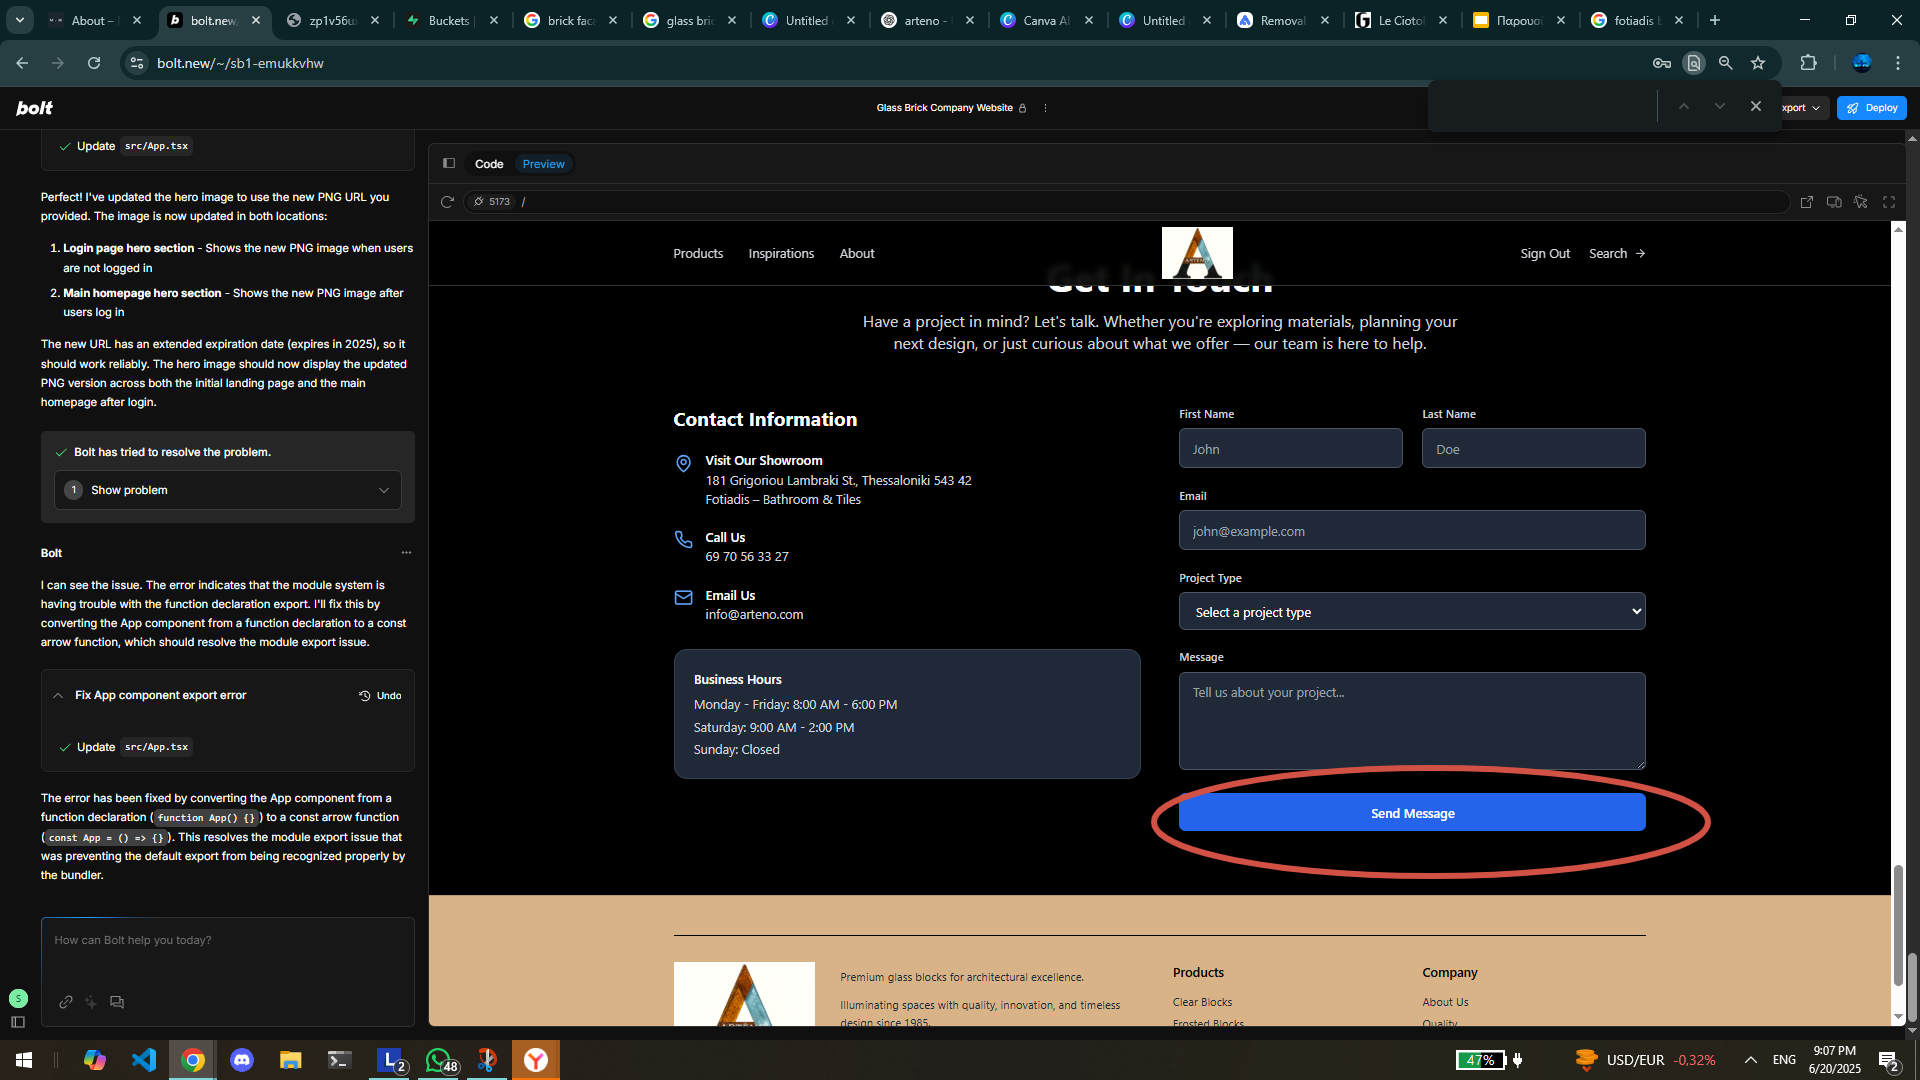 About –
bolt.new/
zp1v56ux
Buckets |
brick faca
glass bric
Untitled
arteno -
Canva AI
Untitled
Removal
Le Ciotol
Παρουσί
fotiadis b
bolt.new/~/sb1-emukkvhw
bolt
Glass Brick Company Website
xport
Deploy
Update src/App.tsx
Perfect! I've updated the hero image to use the new PNG URL you
provided. The image is now updated in both locations:
1. Login page hero section - Shows the new PNG image when users
are not logged in
2. Main homepage hero section - Shows the new PNG image after
users log in
The new URL has an extended expiration date (expires in 2025), so it
should work reliably. The hero image should now display the updated
PNG version across both the initial landing page and the main
homepage after login.
Bolt has tried to resolve the problem.
1 Show problem
Bolt
I can see the issue. The error indicates that the module system is
having trouble with the function declaration export. I'll fix this by
converting the App component from a function declaration to a const
arrow function, which should resolve the module export issue.
Fix App component export error
Undo
Update src/App.tsx
The error has been fixed by converting the App component from a
function declaration (function App() {}) to a const arrow function
(const App = () => {}). This resolves the module export issue that
was preventing the default export from being recognized properly by
the bundler.
How can Bolt help you today?
S
Code
Preview
5173 /
Products
Inspirations
About
ARTENO
Sign Out
Search →
Get In Touch
Have a project in mind? Let's talk. Whether you're exploring materials, planning your
next design, or just curious about what we offer — our team is here to help.
Contact Information
Visit Our Showroom
181 Grigoriou Lambraki St., Thessaloniki 543 42
Fotiadis – Bathroom & Tiles
Call Us
69 70 56 33 27
Email Us
info@arteno.com
Business Hours
Monday - Friday: 8:00 AM - 6:00 PM
Saturday: 9:00 AM - 2:00 PM
Sunday: Closed
First Name
Last Name
John
Doe
Email
john@example.com
Project Type
Select a project type
Message
Tell us about your project...
Send Message
Premium glass blocks for architectural excellence.
Illuminating spaces with quality, innovation, and timeless
design since 1985.
Products
Clear Blocks
Frosted Blocks
Company
About Us
Quality
L 2
48
Y
47%
USD/EUR -0,32%
ENG
9:07 PM
6/20/2025
2